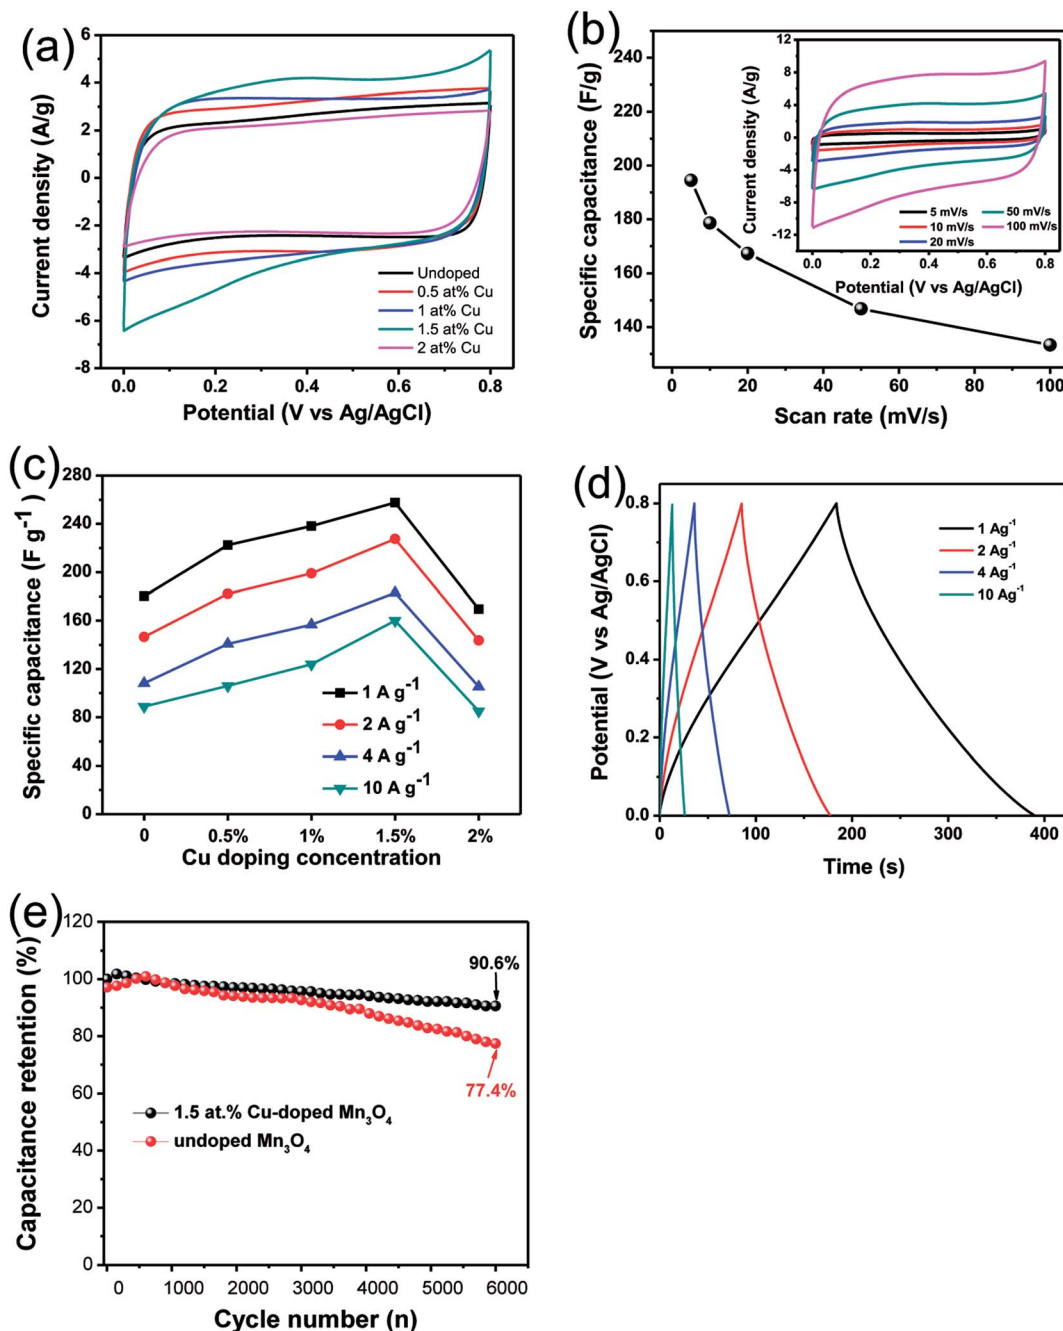 (a)
Current density (A/g)
8
6
4
2
0
-2
-4
-6
-8
Undoped
0.5 at% Cu
1 at% Cu
1.5 at% Cu
2 at% Cu
0.0 0.2 0.4 0.6 0.8
Potential (V vs Ag/AgCl)
(b)
Specific capacitance (F/g)
240
220
200
180
160
140
Current density (A/g)
12
8
4
0
-4
-8
-12
5 mV/s 50 mV/s
10 mV/s 100 mV/s
20 mV/s
0.0 0.2 0.4 0.6 0.8
Potential (V vs Ag/AgCl)
0 20 40 60 80 100
Scan rate (mV/s)
(c)
Specific capacitance (F g⁻¹ )
280
240
200
160
120
80
40
0
1 A g⁻¹
2 A g⁻¹
4 A g⁻¹
10 A g⁻¹
0 0.5% 1% 1.5% 2%
Cu doping concentration
(d)
Potential (V vs Ag/AgCl)
0.8
0.6
0.4
0.2
0.0
1 Ag⁻¹
2 Ag⁻¹
4 Ag⁻¹
10 Ag⁻¹
0 100 200 300 400
Time (s)
(e)
Capacitance retention (%)
120
100
80
60
40
20
0
90.6%
77.4%
1.5 at.% Cu-doped Mn₃O₄
undoped Mn₃O₄
0 1000 2000 3000 4000 5000 6000
Cycle number (n)